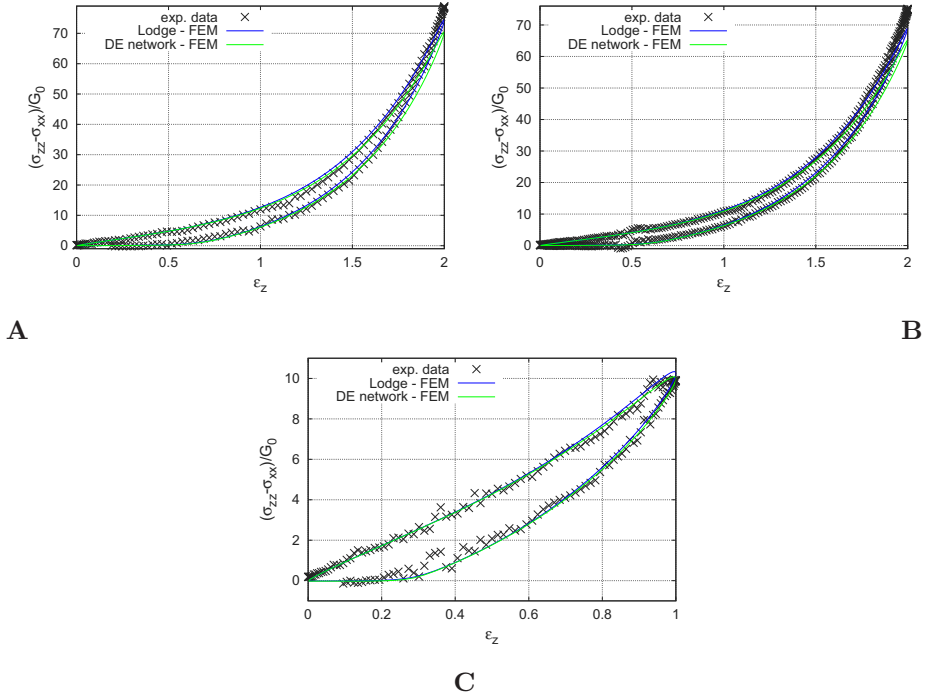 exp. data
Lodge - FEM
DE network - FEM
70
60
50
40
30
20
10
0
(σzz-σxx)/G0
0 0.5 1 1.5 2
εz
A
exp. data
Lodge - FEM
DE network - FEM
70
60
50
40
30
20
10
0
(σzz-σxx)/G0
0 0.5 1 1.5 2
εz
B
exp. data
Lodge - FEM
DE network - FEM
10
8
6
4
2
0
(σzz-σxx)/G0
0 0.2 0.4 0.6 0.8 1
εz
C